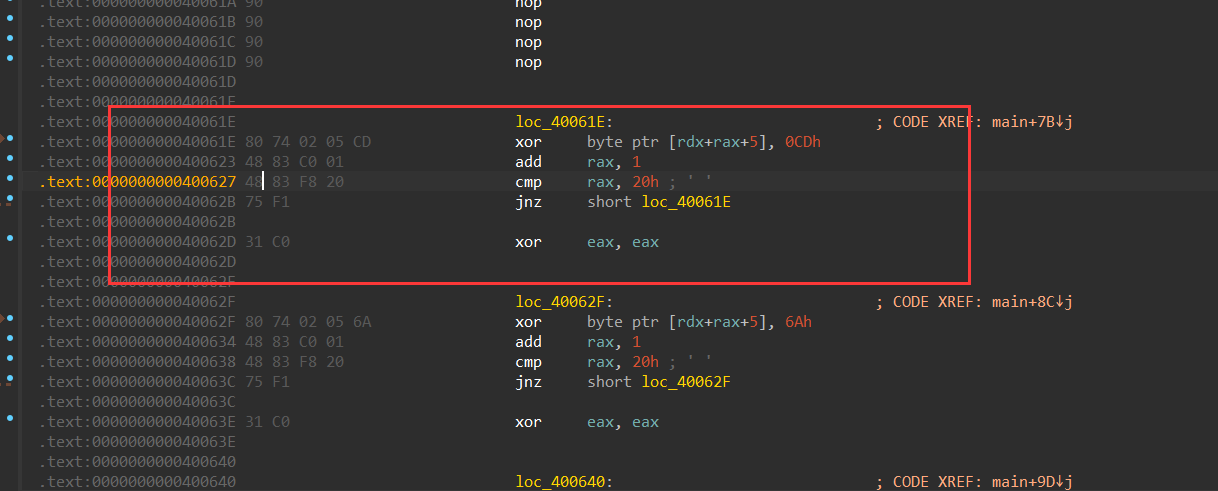 .text:000000000040061A 90 nop
.text:000000000040061B 90 nop
.text:000000000040061C 90 nop
.text:000000000040061D 90 nop
.text:000000000040061D
.text:000000000040061E
.text:000000000040061E loc_40061E: ; CODE XREF: main+7B↓j
.text:000000000040061E 80 74 02 05 CD xor byte ptr [rdx+rax+5], 0CDh
.text:0000000000400623 48 83 C0 01 add rax, 1
.text:0000000000400627 48 83 F8 20 cmp rax, 20h ; ' '
.text:000000000040062B 75 F1 jnz short loc_40061E
.text:000000000040062B
.text:000000000040062D 31 C0 xor eax, eax
.text:000000000040062D
.text:000000000040062F
.text:000000000040062F loc_40062F: ; CODE XREF: main+8C↓j
.text:000000000040062F 80 74 02 05 6A xor byte ptr [rdx+rax+5], 6Ah
.text:0000000000400634 48 83 C0 01 add rax, 1
.text:0000000000400638 48 83 F8 20 cmp rax, 20h ; ' '
.text:000000000040063C 75 F1 jnz short loc_40062F
.text:000000000040063C
.text:000000000040063E 31 C0 xor eax, eax
.text:000000000040063E
.text:0000000000400640
.text:0000000000400640 loc_400640: ; CODE XREF: main+9D↓j